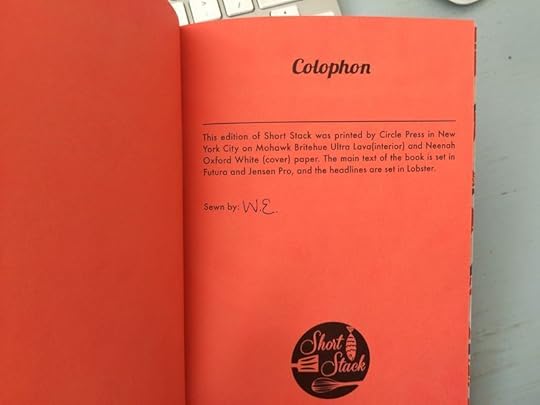 Colophon
This edition of Short Stack was printed by Circle Press in New
York City on Mohawk Britehue Ultra Lava(interior) and Neenah
Oxford White (cover) paper. The main text of the book is set in
Futura and Jensen Pro, and the headlines are set in Lobster.
Sewn by: W.E.
Short
Stack